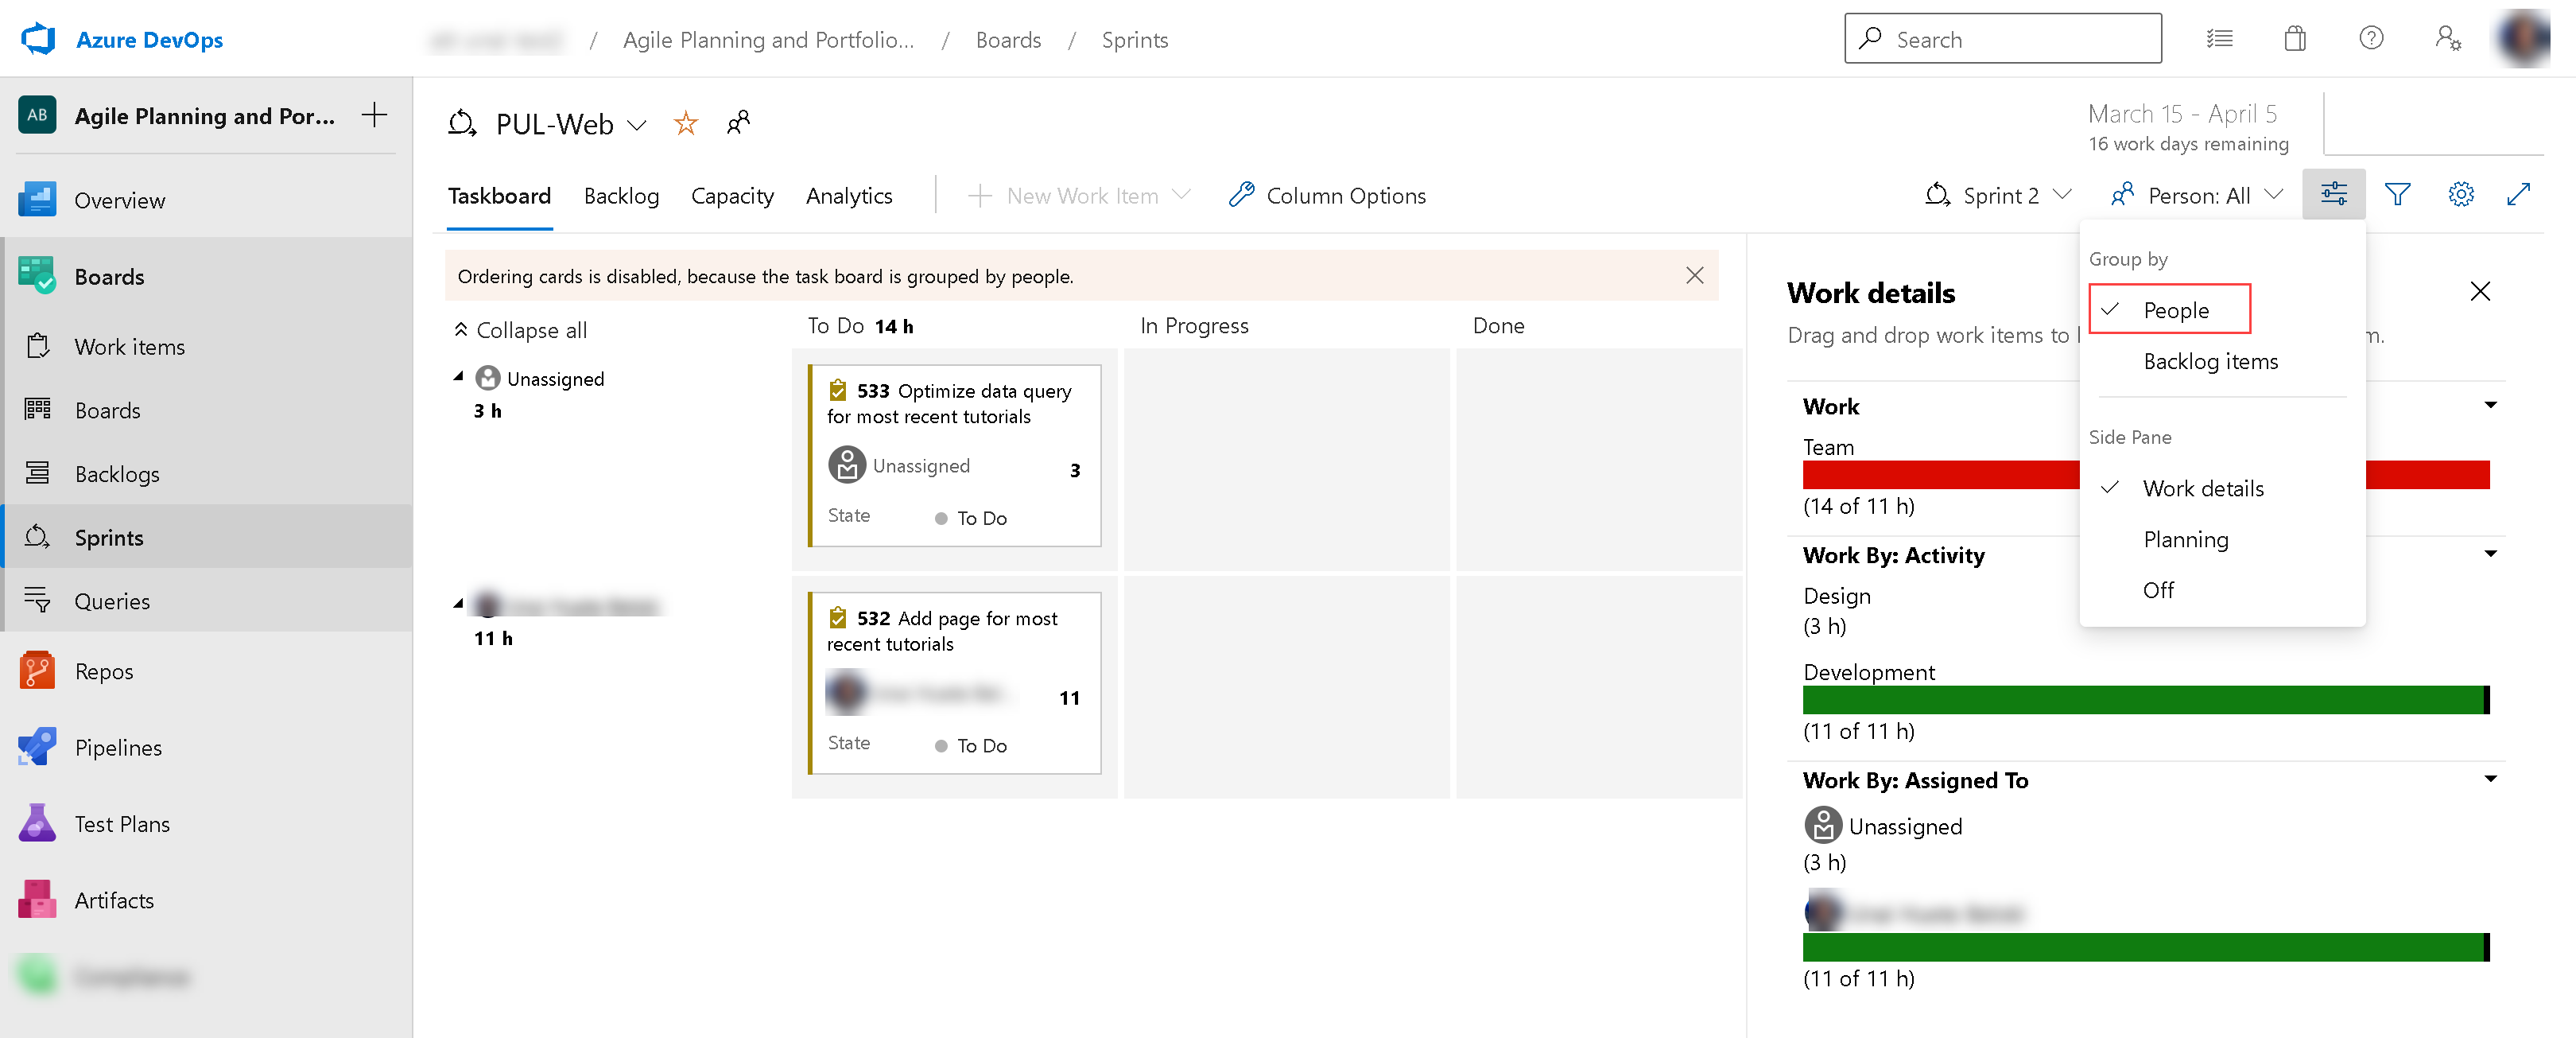 Azure DevOps
/ Agile Planning and Portfolio... / Boards / Sprints
Search
AB Agile Planning and Por...
Overview
Boards
Work items
Boards
Backlogs
Sprints
Queries
Repos
Pipelines
Test Plans
Artifacts
PUL-Web
March 15 - April 5
16 work days remaining
Taskboard Backlog Capacity Analytics New Work Item Column Options Sprint 2 Person: All
Ordering cards is disabled, because the task board is grouped by people.
Collapse all
To Do 14 h In Progress Done
Unassigned
3 h
533 Optimize data query
for most recent tutorials
Unassigned 3
State To Do
11 h
532 Add page for most
recent tutorials
11
State To Do
Group by
People
Backlog items
Side Pane
Work details
Planning
Off
Work details
Drag and drop work items to m.
Work
Team
(14 of 11 h)
Work By: Activity
Design
(3 h)
Development
(11 of 11 h)
Work By: Assigned To
Unassigned
(3 h)
(11 of 11 h)